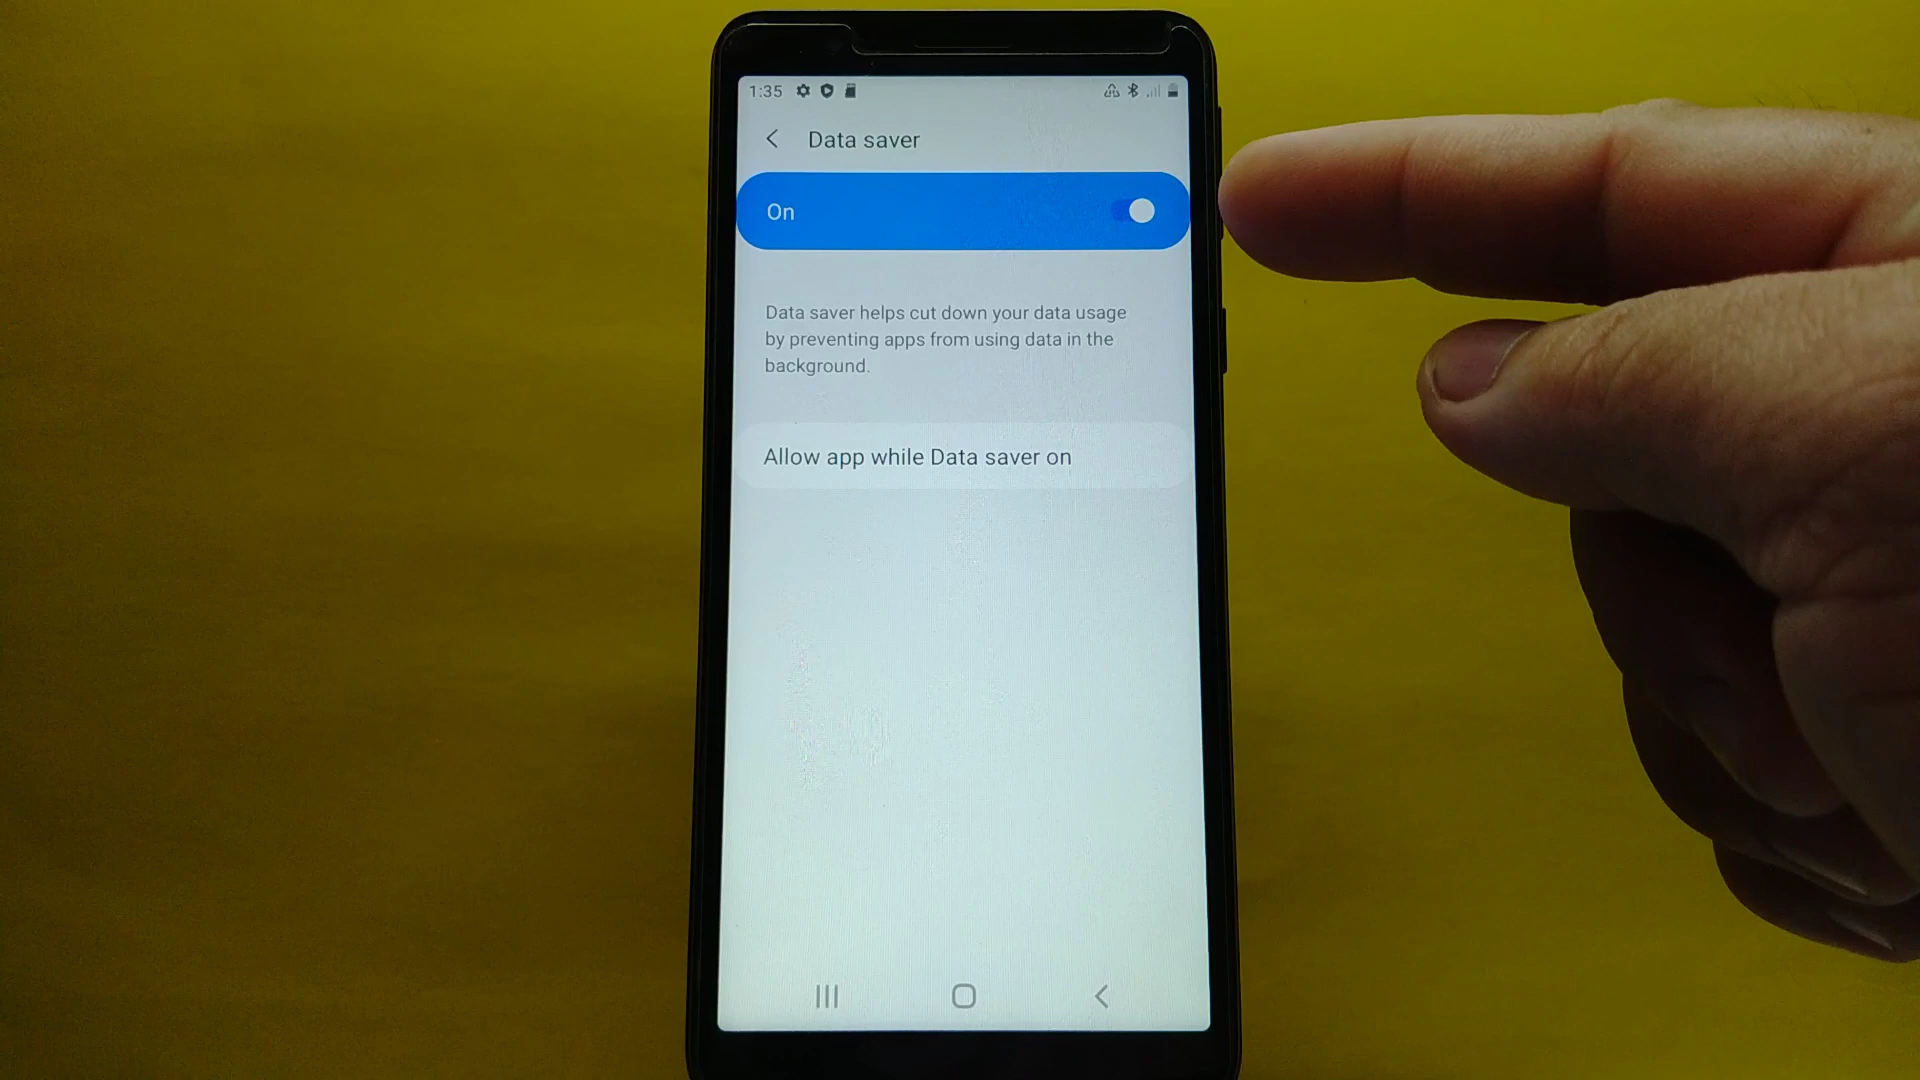 1:35
Data saver
On
Data saver helps cut down your data usage
by preventing apps from using data in the
background.
Allow app while Data saver on